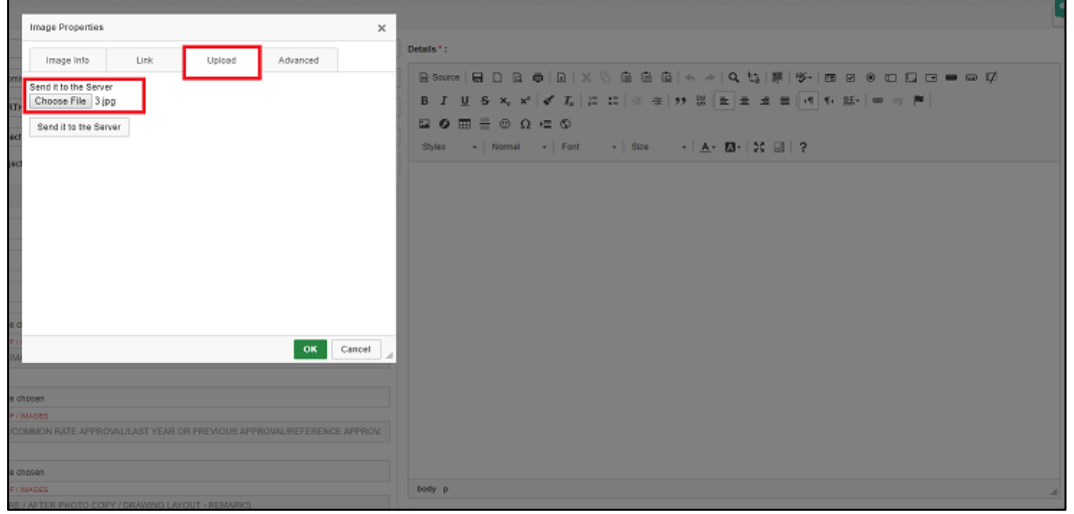 Image Properties
Image Info
Link
Upload
Advanced
Send it to the Server
Choose File 3 jpg
Send it to the Server
OK
Cancel
Details * :
Source
B I U S
Styles
Normal
Font
Size
?
body p
e chosen
F / IMAGES
/COMMON RATE APPROVAL/LAST YEAR OR PREVIOUS APPROVAL/REFERENCE APPROV
e chosen
F / IMAGES
/ AFTER PHOTO COPY / DRAWING LAYOUT - REMARKS